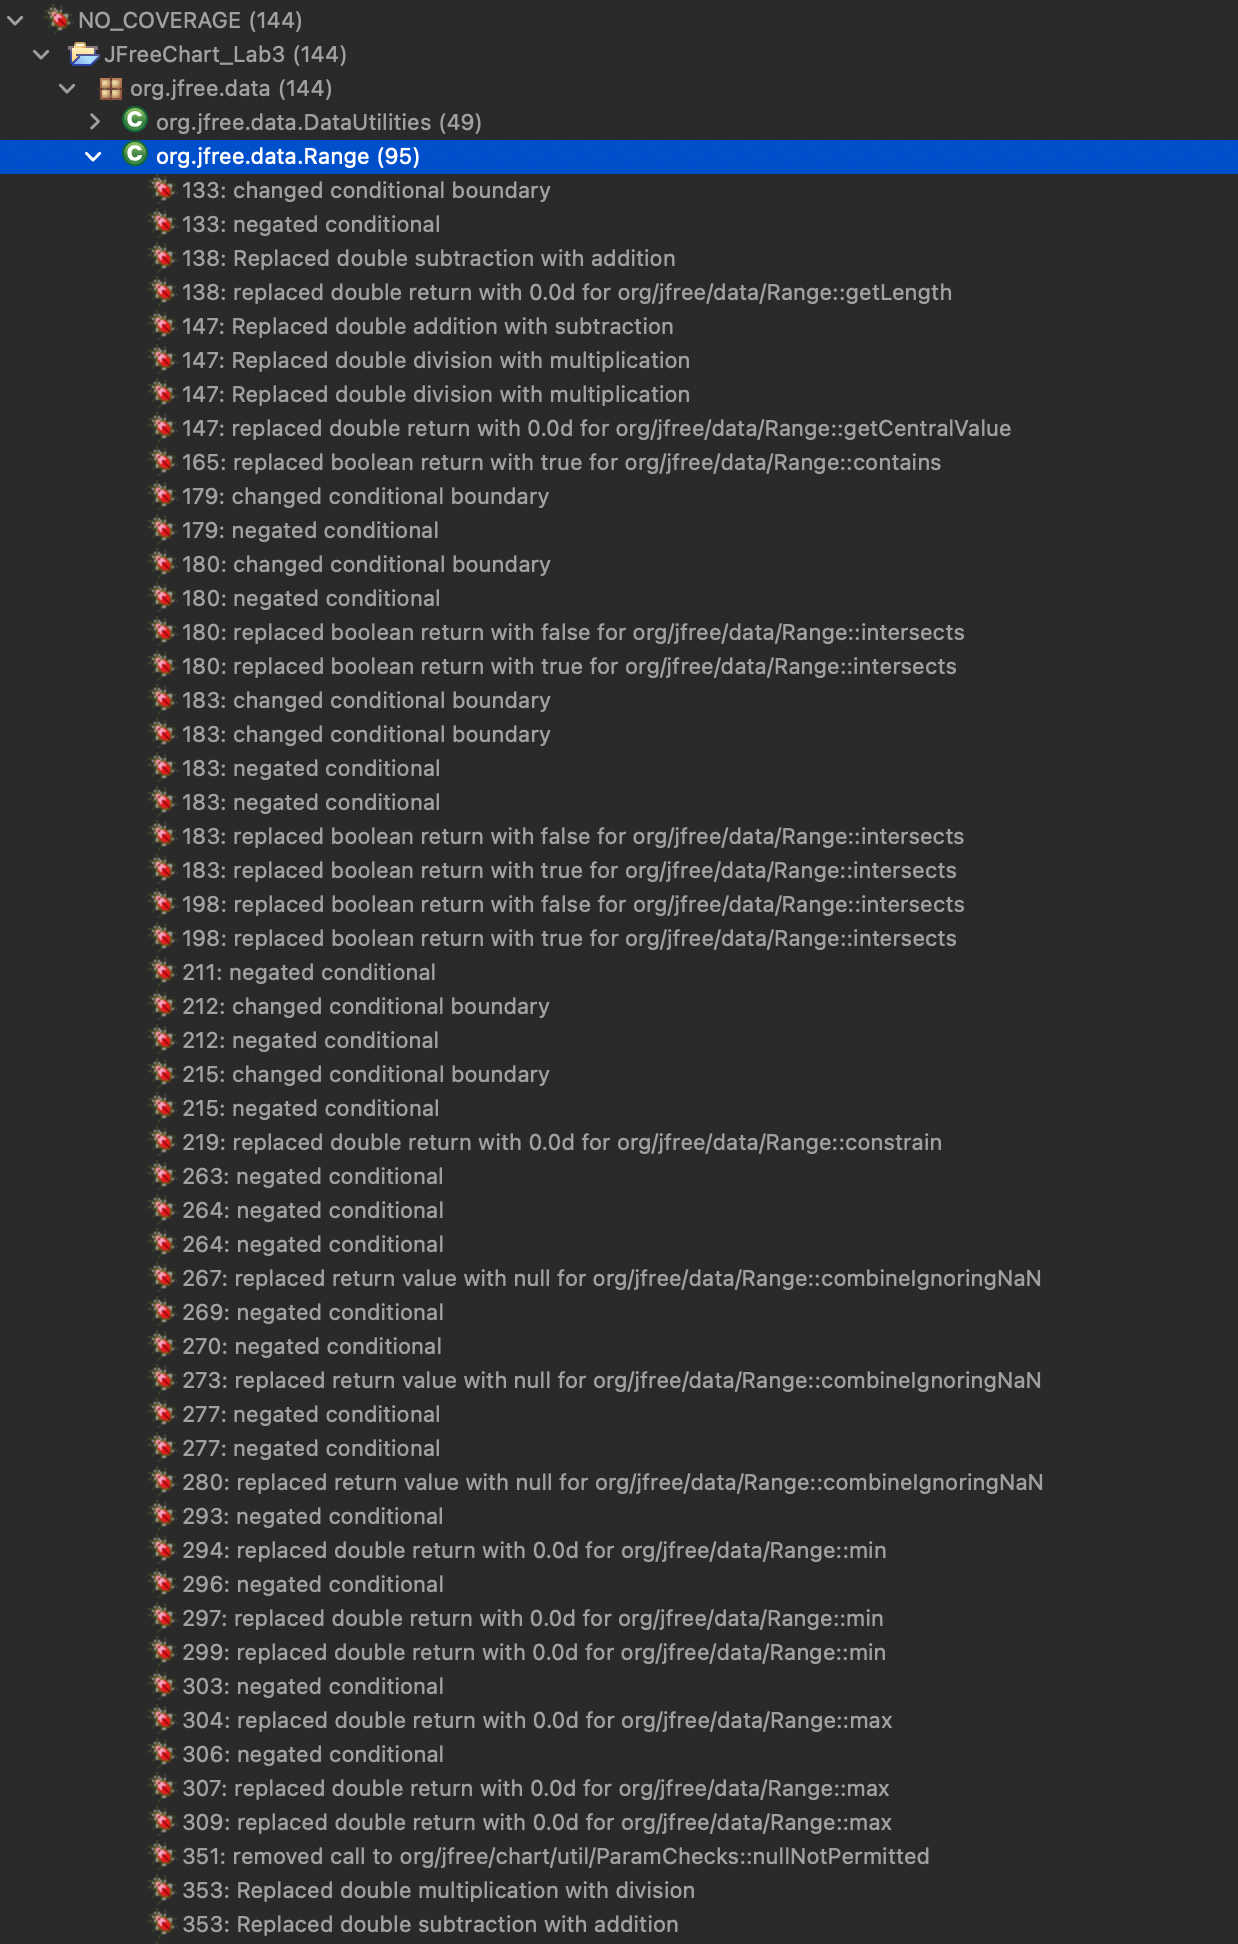 NO_COVERAGE (144)
JFreeChart_Lab3 (144)
org.jfree.data (144)
C org.jfree.data.DataUtilities (49)
C org.jfree.data.Range (95)
133: changed conditional boundary
133: negated conditional
138: Replaced double subtraction with addition
138: replaced double return with 0.0d for org/jfree/data/Range::getLength
147: Replaced double addition with subtraction
147: Replaced double division with multiplication
147: Replaced double division with multiplication
147: replaced double return with 0.0d for org/jfree/data/Range::getCentralValue
165: replaced boolean return with true for org/jfree/data/Range::contains
179: changed conditional boundary
179: negated conditional
180: changed conditional boundary
180: negated conditional
180: replaced boolean return with false for org/jfree/data/Range::intersects
180: replaced boolean return with true for org/jfree/data/Range::intersects
183: changed conditional boundary
183: changed conditional boundary
183: negated conditional
183: negated conditional
183: replaced boolean return with false for org/jfree/data/Range::intersects
183: replaced boolean return with true for org/jfree/data/Range::intersects
198: replaced boolean return with false for org/jfree/data/Range::intersects
198: replaced boolean return with true for org/jfree/data/Range::intersects
211: negated conditional
212: changed conditional boundary
212: negated conditional
215: changed conditional boundary
215: negated conditional
219: replaced double return with 0.0d for org/jfree/data/Range::constrain
263: negated conditional
264: negated conditional
264: negated conditional
267: replaced return value with null for org/jfree/data/Range::combineIgnoringNaN
269: negated conditional
270: negated conditional
273: replaced return value with null for org/jfree/data/Range::combineIgnoringNaN
277: negated conditional
277: negated conditional
280: replaced return value with null for org/jfree/data/Range::combineIgnoringNaN
293: negated conditional
294: replaced double return with 0.0d for org/jfree/data/Range::min
296: negated conditional
297: replaced double return with 0.0d for org/jfree/data/Range::min
299: replaced double return with 0.0d for org/jfree/data/Range::min
303: negated conditional
304: replaced double return with 0.0d for org/jfree/data/Range::max
306: negated conditional
307: replaced double return with 0.0d for org/jfree/data/Range::max
309: replaced double return with 0.0d for org/jfree/data/Range::max
351: removed call to org/jfree/chart/util/ParamChecks::nullNotPermitted
353: Replaced double multiplication with division
353: Replaced double subtraction with addition